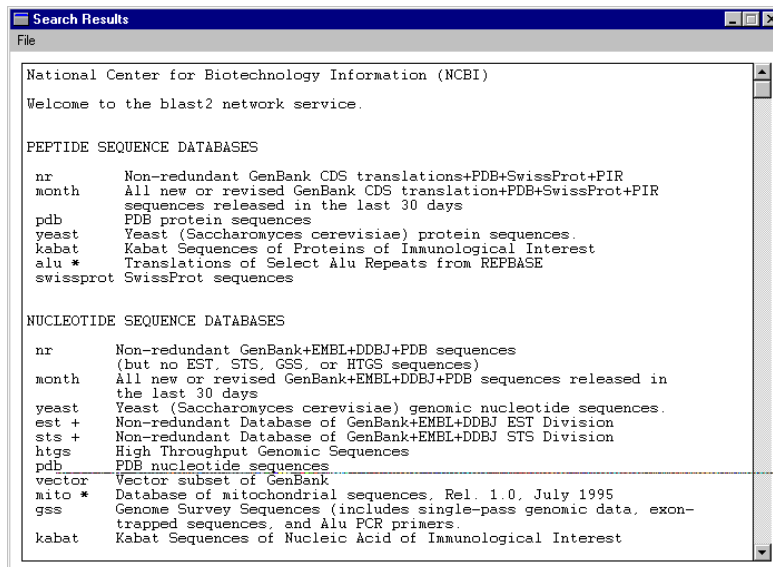 Search Results
File
National Center for Biotechnology Information (NCBI)
Welcome to the blast2 network service.
PEPTIDE SEQUENCE DATABASES
nr Non-redundant GenBank CDS translations+PDB+SwissProt+PIR
month All new or revised GenBank CDS translation+PDB+SwissProt+PIR
sequences released in the last 30 days
pdb PDB protein sequences
yeast Yeast (Saccharomyces cerevisiae) protein sequences.
kabat Kabat Sequences of Proteins of Immunological Interest
alu * Translations of Select Alu Repeats from REPBASE
swissprot SwissProt sequences
NUCLEOTIDE SEQUENCE DATABASES
nr Non-redundant GenBank+EMBL+DDBJ+PDB sequences
(but no EST, STS, GSS, or HTGS sequences)
month All new or revised GenBank+EMBL+DDBJ+PDB sequences released in
the last 30 days
yeast Yeast (Saccharomyces cerevisiae) genomic nucleotide sequences.
est + Non-redundant Database of GenBank+EMBL+DDBJ EST Division
sts + Non-redundant Database of GenBank+EMBL+DDBJ STS Division
htgs High Throughput Genomic Sequences
pdb PDB nucleotide sequences
vector Vector subset of GenBank
mito * Database of mitochondrial sequences, Rel. 1.0, July 1995
gss Genome Survey Sequences (includes single-pass genomic data, exon-
trapped sequences, and Alu PCR primers.
kabat Kabat Sequences of Nucleic Acid of Immunological Interest